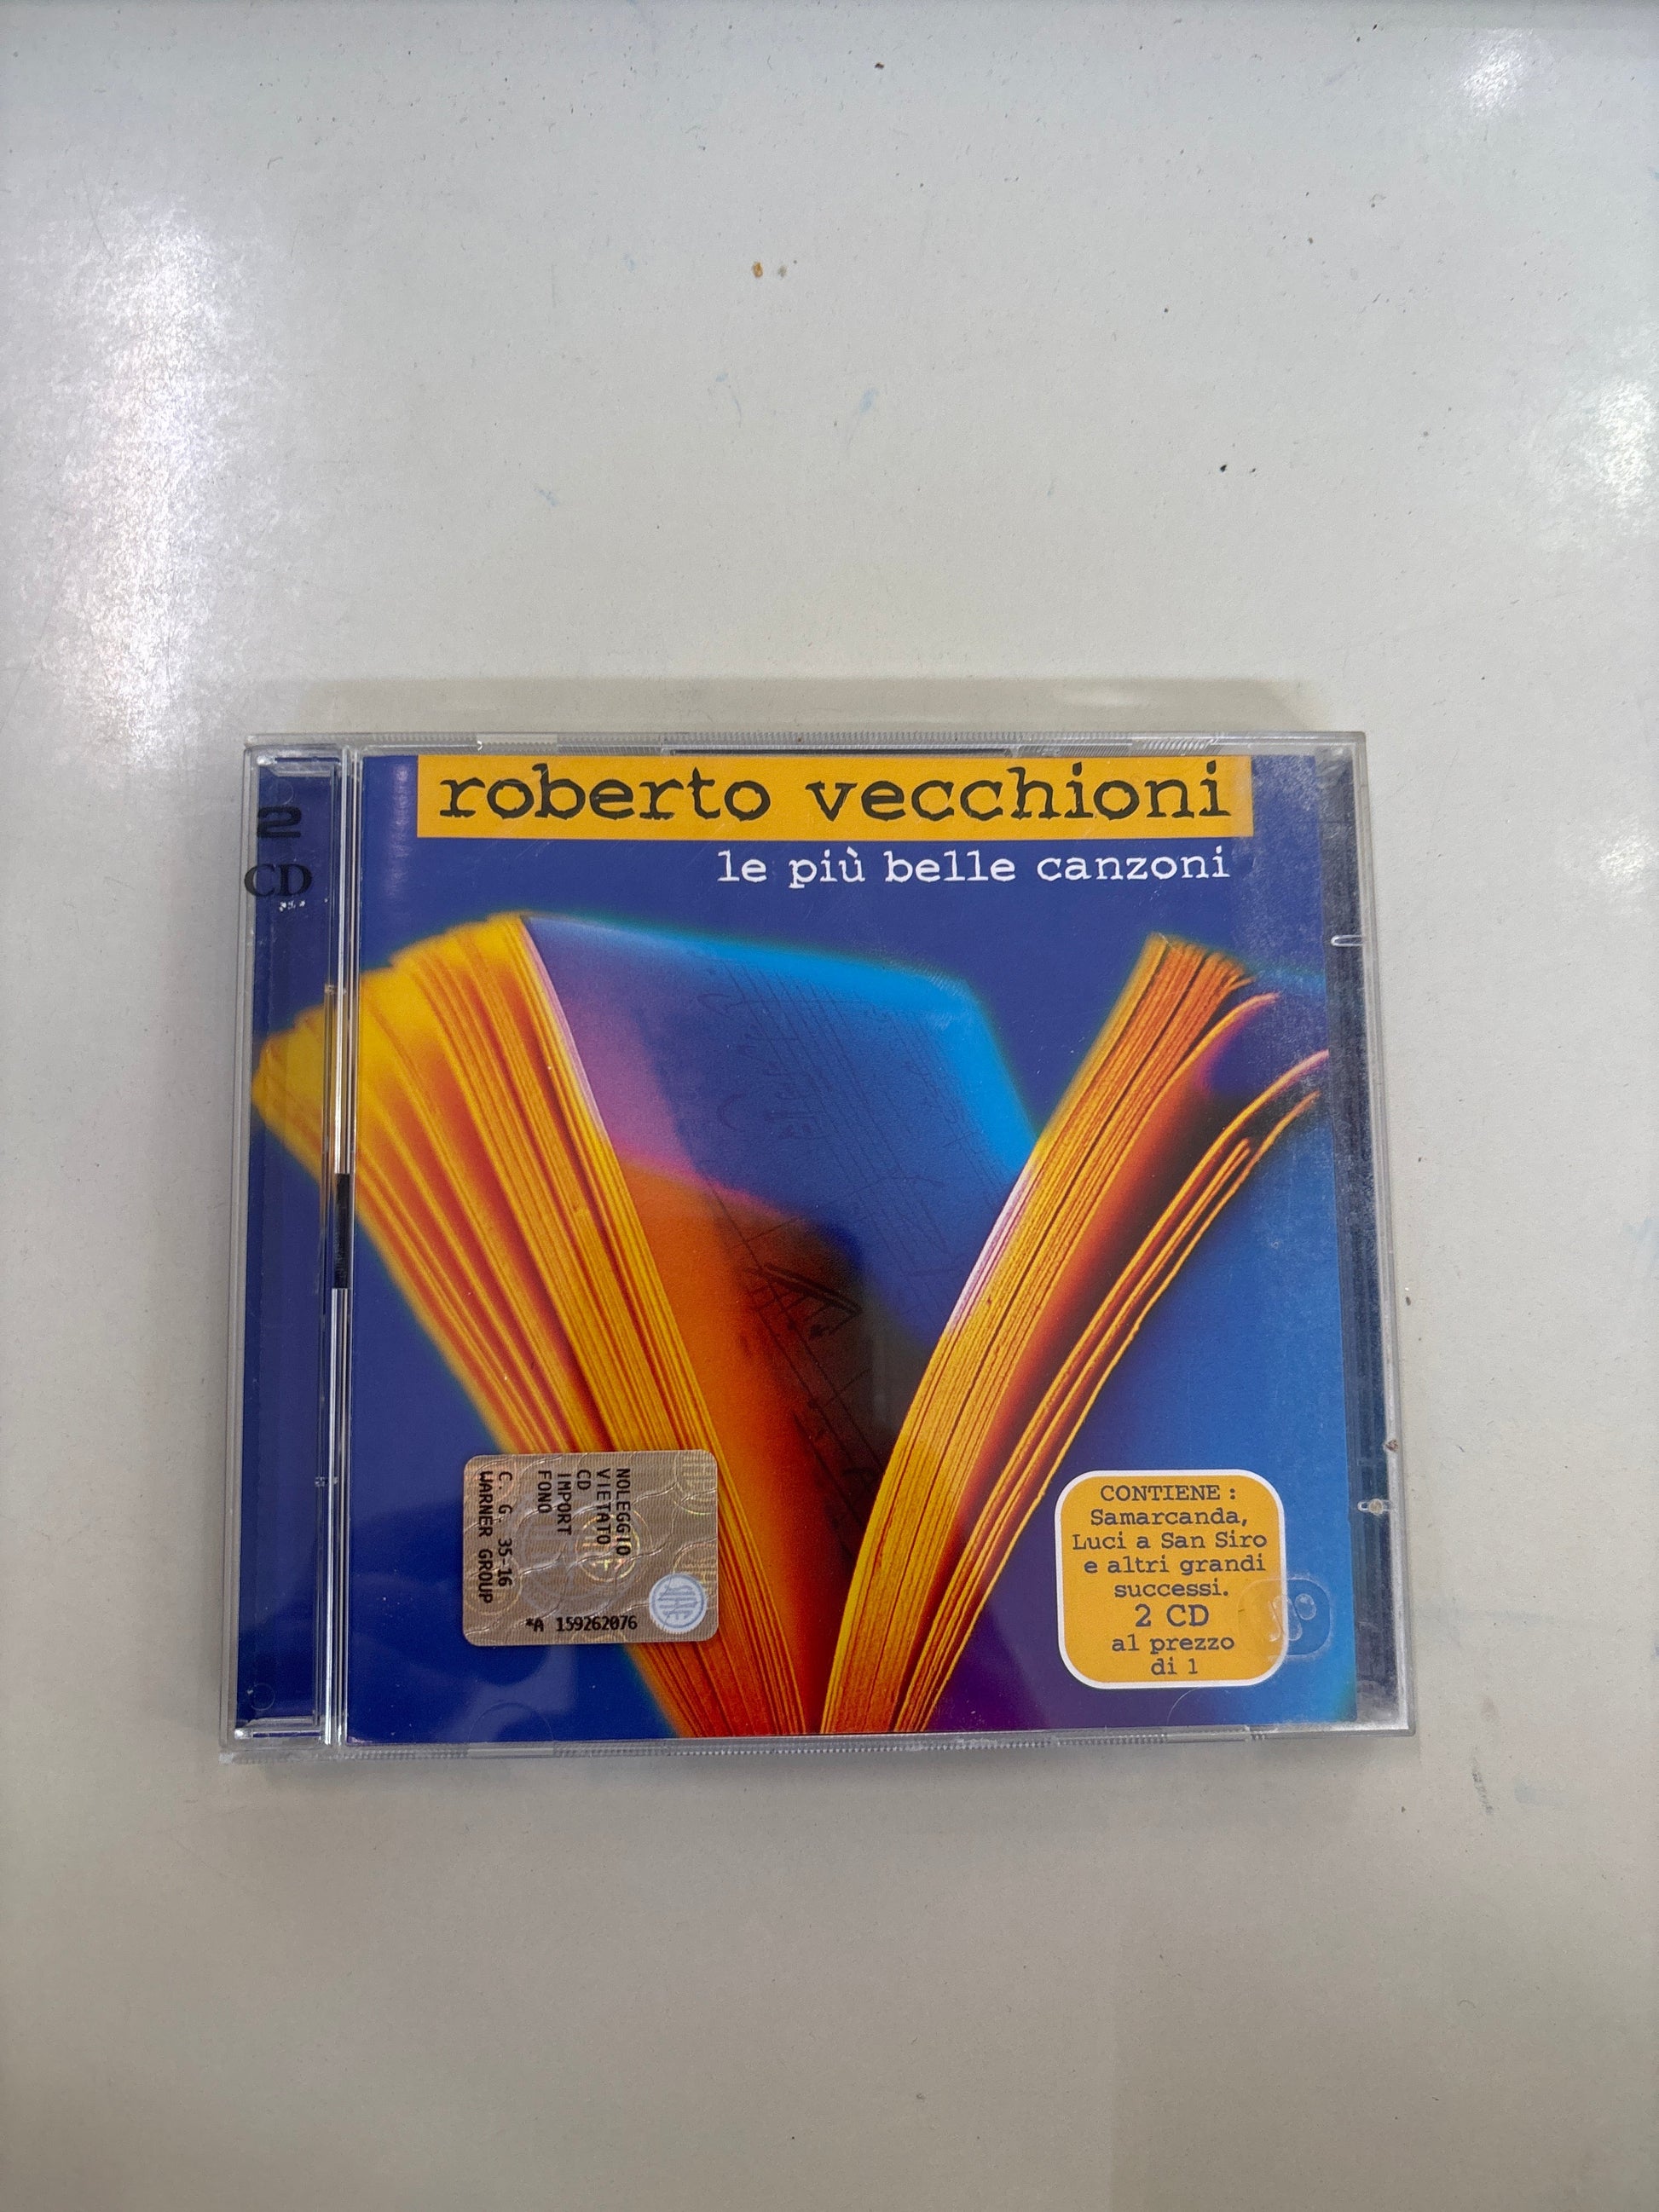 roberto vecchioni
le più belle canzoni
2
CD
NOLEGGIO
VIETATO
CD
IMPORT
FONO
C. G. 35-16
WARNER GROUP
*A 159262076
SIAE
CONTIENE :
Samarcanda,
Luci a San Siro
e altri grandi
successi.
2 CD
al prezzo
di 1